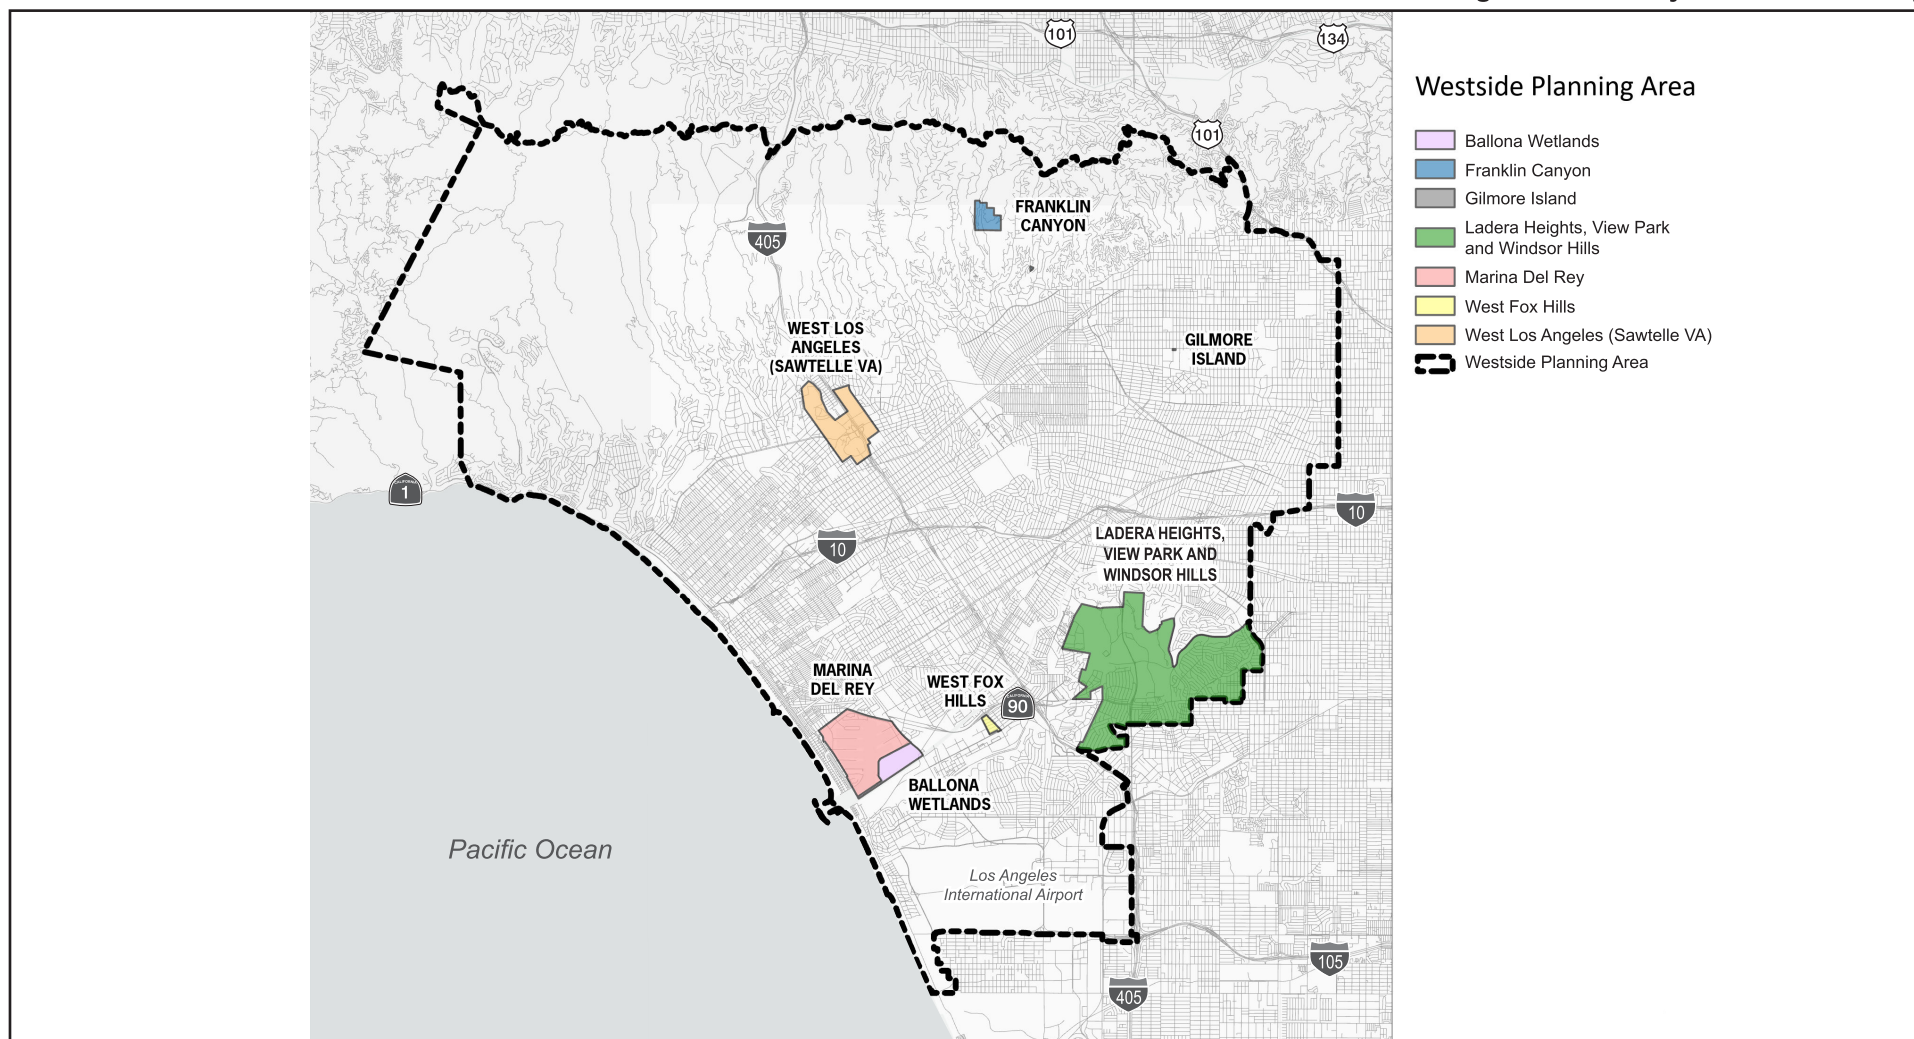 101
134
Westside Planning Area
101
Ballona Wetlands
Franklin Canyon
Gilmore Island
Ladera Heights, View Park
and Windsor Hills
Marina Del Rey
West Fox Hills
West Los Angeles (Sawtelle VA)
Westside Planning Area
FRANKLIN
CANYON
405
WEST LOS
ANGELES
(SAWTELLE VA)
GILMORE
ISLAND
CALIFORNIA
1
10
10
LADERA HEIGHTS,
VIEW PARK AND
WINDSOR HILLS
MARINA
DEL REY
WEST FOX
HILLS
CALIFORNIA
90
BALLONA
WETLANDS
Pacific Ocean
Los Angeles
International Airport
105
405